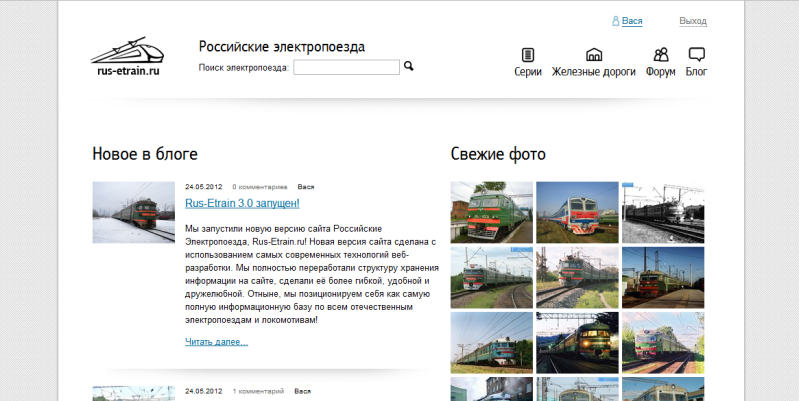 Вася
Выход
rus-etrain.ru
Российские электропоезда
Поиск электропоезда:
Серии
Железные дороги
Форум
Блог
Новое в блоге
24.05.2012 0 комментариев Вася
Rus-Etrain 3.0 запущен!
Мы запустили новую версию сайта Российские
Электропоезда, Rus-Etrain.ru! Новая версия сайта сделана с
использованием самых современных технологий веб-
разработки. Мы полностью переработали структуру хранения
информации на сайте, сделали её более гибкой, удобной и
дружелюбной. Отныне, мы позиционируем себя как самую
полную информационную базу по всем отечественным
электропоездам и локомотивам!
Читать далее...
24.05.2012 1 комментарий Вася
Свежие фото